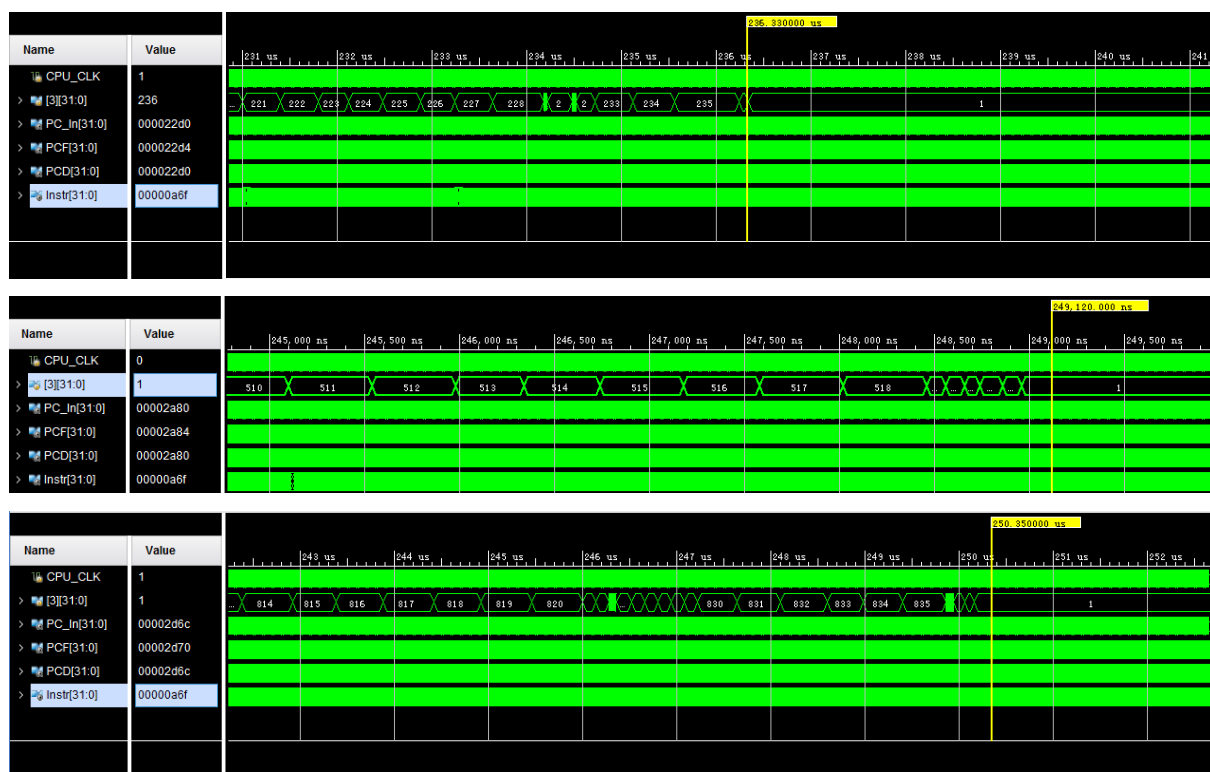 236.330000 us
Name Value
231 us 232 us 233 us 234 us 235 us 236 us 237 us 238 us 239 us 240 us 241
CPU_CLK 1
[3][31:0] 236 ... 221 222 223 224 225 226 227 228 2 2 233 234 235 1
PC_In[31:0] 000022d0
PCF[31:0] 000022d4
PCD[31:0] 000022d0
Instr[31:0] 00000a6f
249,120.000 ns
Name Value
245,000 ns 245,500 ns 246,000 ns 246,500 ns 247,000 ns 247,500 ns 248,000 ns 248,500 ns 249,000 ns 249,500 ns
CPU_CLK 0
[3][31:0] 1 510 511 512 513 514 515 516 517 518 ... ... ... 1
PC_In[31:0] 00002a80
PCF[31:0] 00002a84
PCD[31:0] 00002a80
Instr[31:0] 00000a6f
250.350000 us
Name Value
243 us 244 us 245 us 246 us 247 us 248 us 249 us 250 us 251 us 252 us
CPU_CLK 1
[3][31:0] 1 ... 814 815 816 817 818 819 820 ... 830 831 832 833 834 835 1
PC_In[31:0] 00002d6c
PCF[31:0] 00002d70
PCD[31:0] 00002d6c
Instr[31:0] 00000a6f